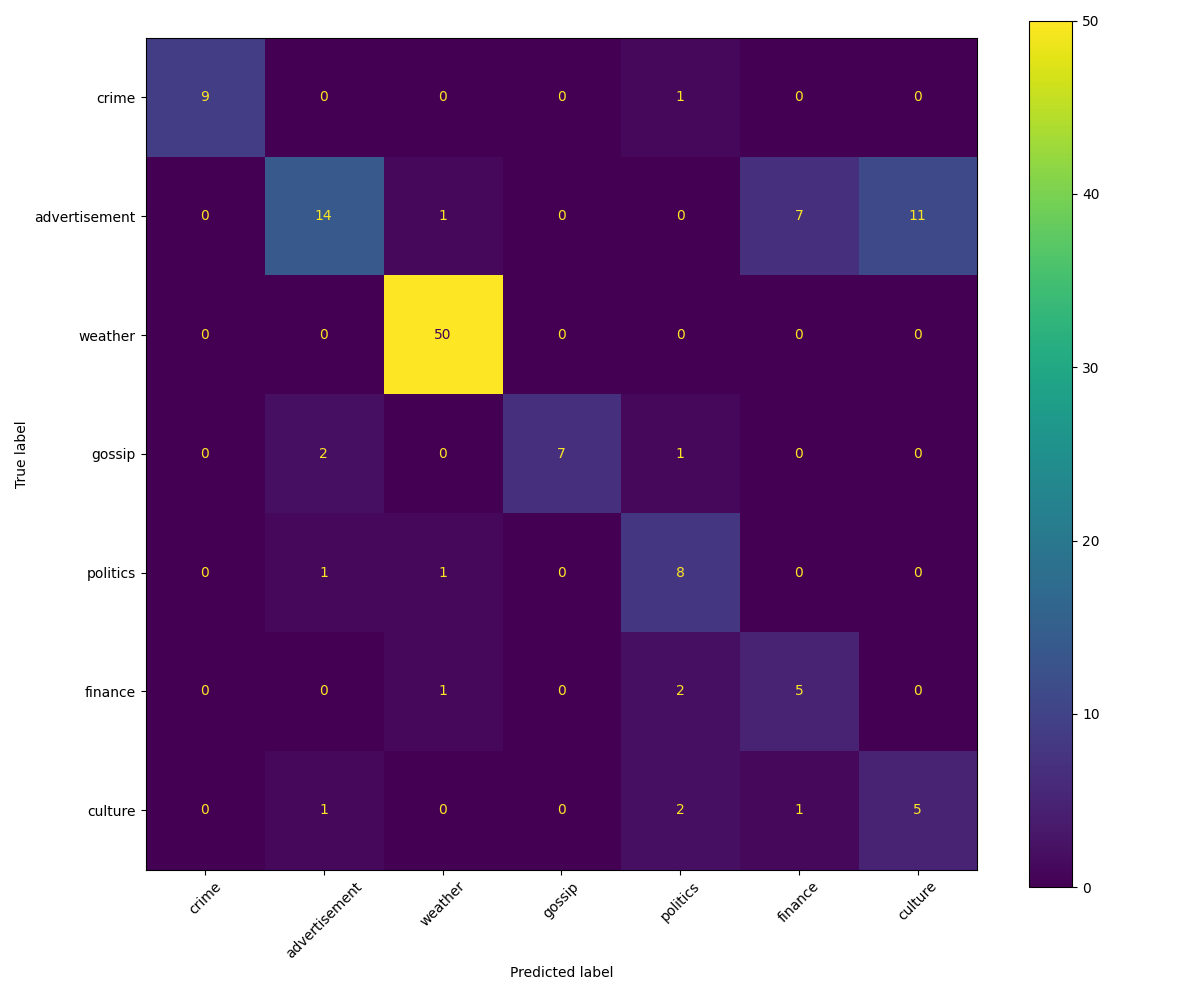 50
crime 9 0 0 0 1 0 0
40
advertisement 0 14 1 0 0 7 11
30
weather 0 0 50 0 0 0 0
True label
gossip 0 2 0 7 1 0 0
20
politics 0 1 1 0 8 0 0
10
finance 0 0 1 0 2 5 0
culture 0 1 0 0 2 1 5
0
crime advertisement weather gossip politics finance culture
Predicted label